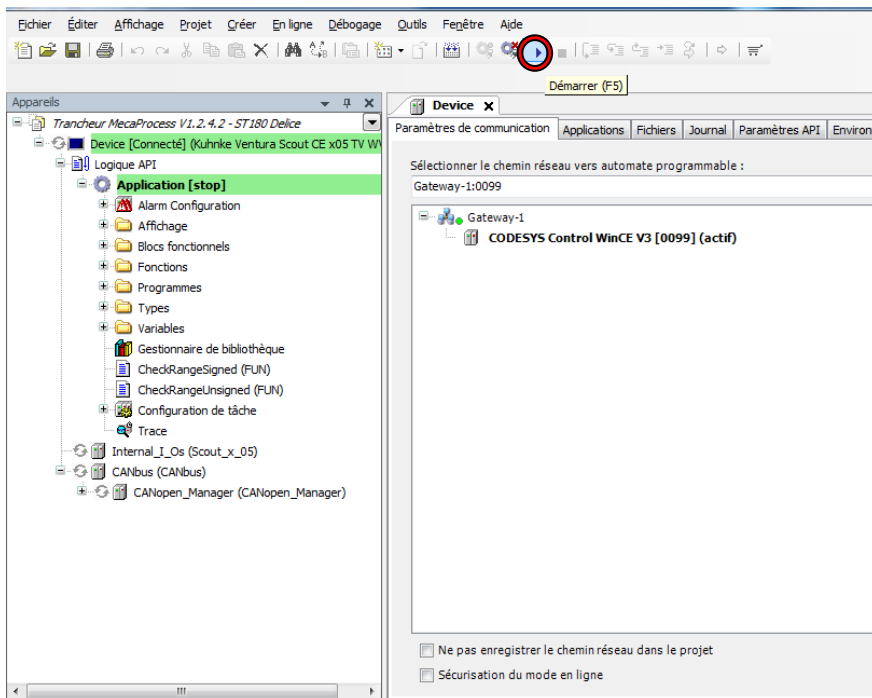 Fichier Éditer Affichage Projet Créer En ligne Débogage Outils Fenêtre Aide
Démarrer (F5)
Appareils
Trancheur MecaProcess V1.2.4.2 - ST180 Delice
Device [Connecté] (Kuhnke Ventura Scout CE x05 TV
Logique API
Application [stop]
Alarm Configuration
Affichage
Blocs fonctionnels
Fonctions
Programmes
Types
Variables
Gestionnaire de bibliothèque
CheckRangeSigned (FUN)
CheckRangeUnsigned (FUN)
Configuration de tâche
Trace
Internal_I_Os (Scout_x_05)
CANbus (CANbus)
CANopen_Manager (CANopen_Manager)
Device
Paramètres de communication Applications Fichiers Journal Paramètres API Environ
Sélectionner le chemin réseau vers automate programmable :
Gateway-1:0099
Gateway-1
CODESYS Control WinCE V3 [0099] (actif)
Ne pas enregistrer le chemin réseau dans le projet
Sécurisation du mode en ligne